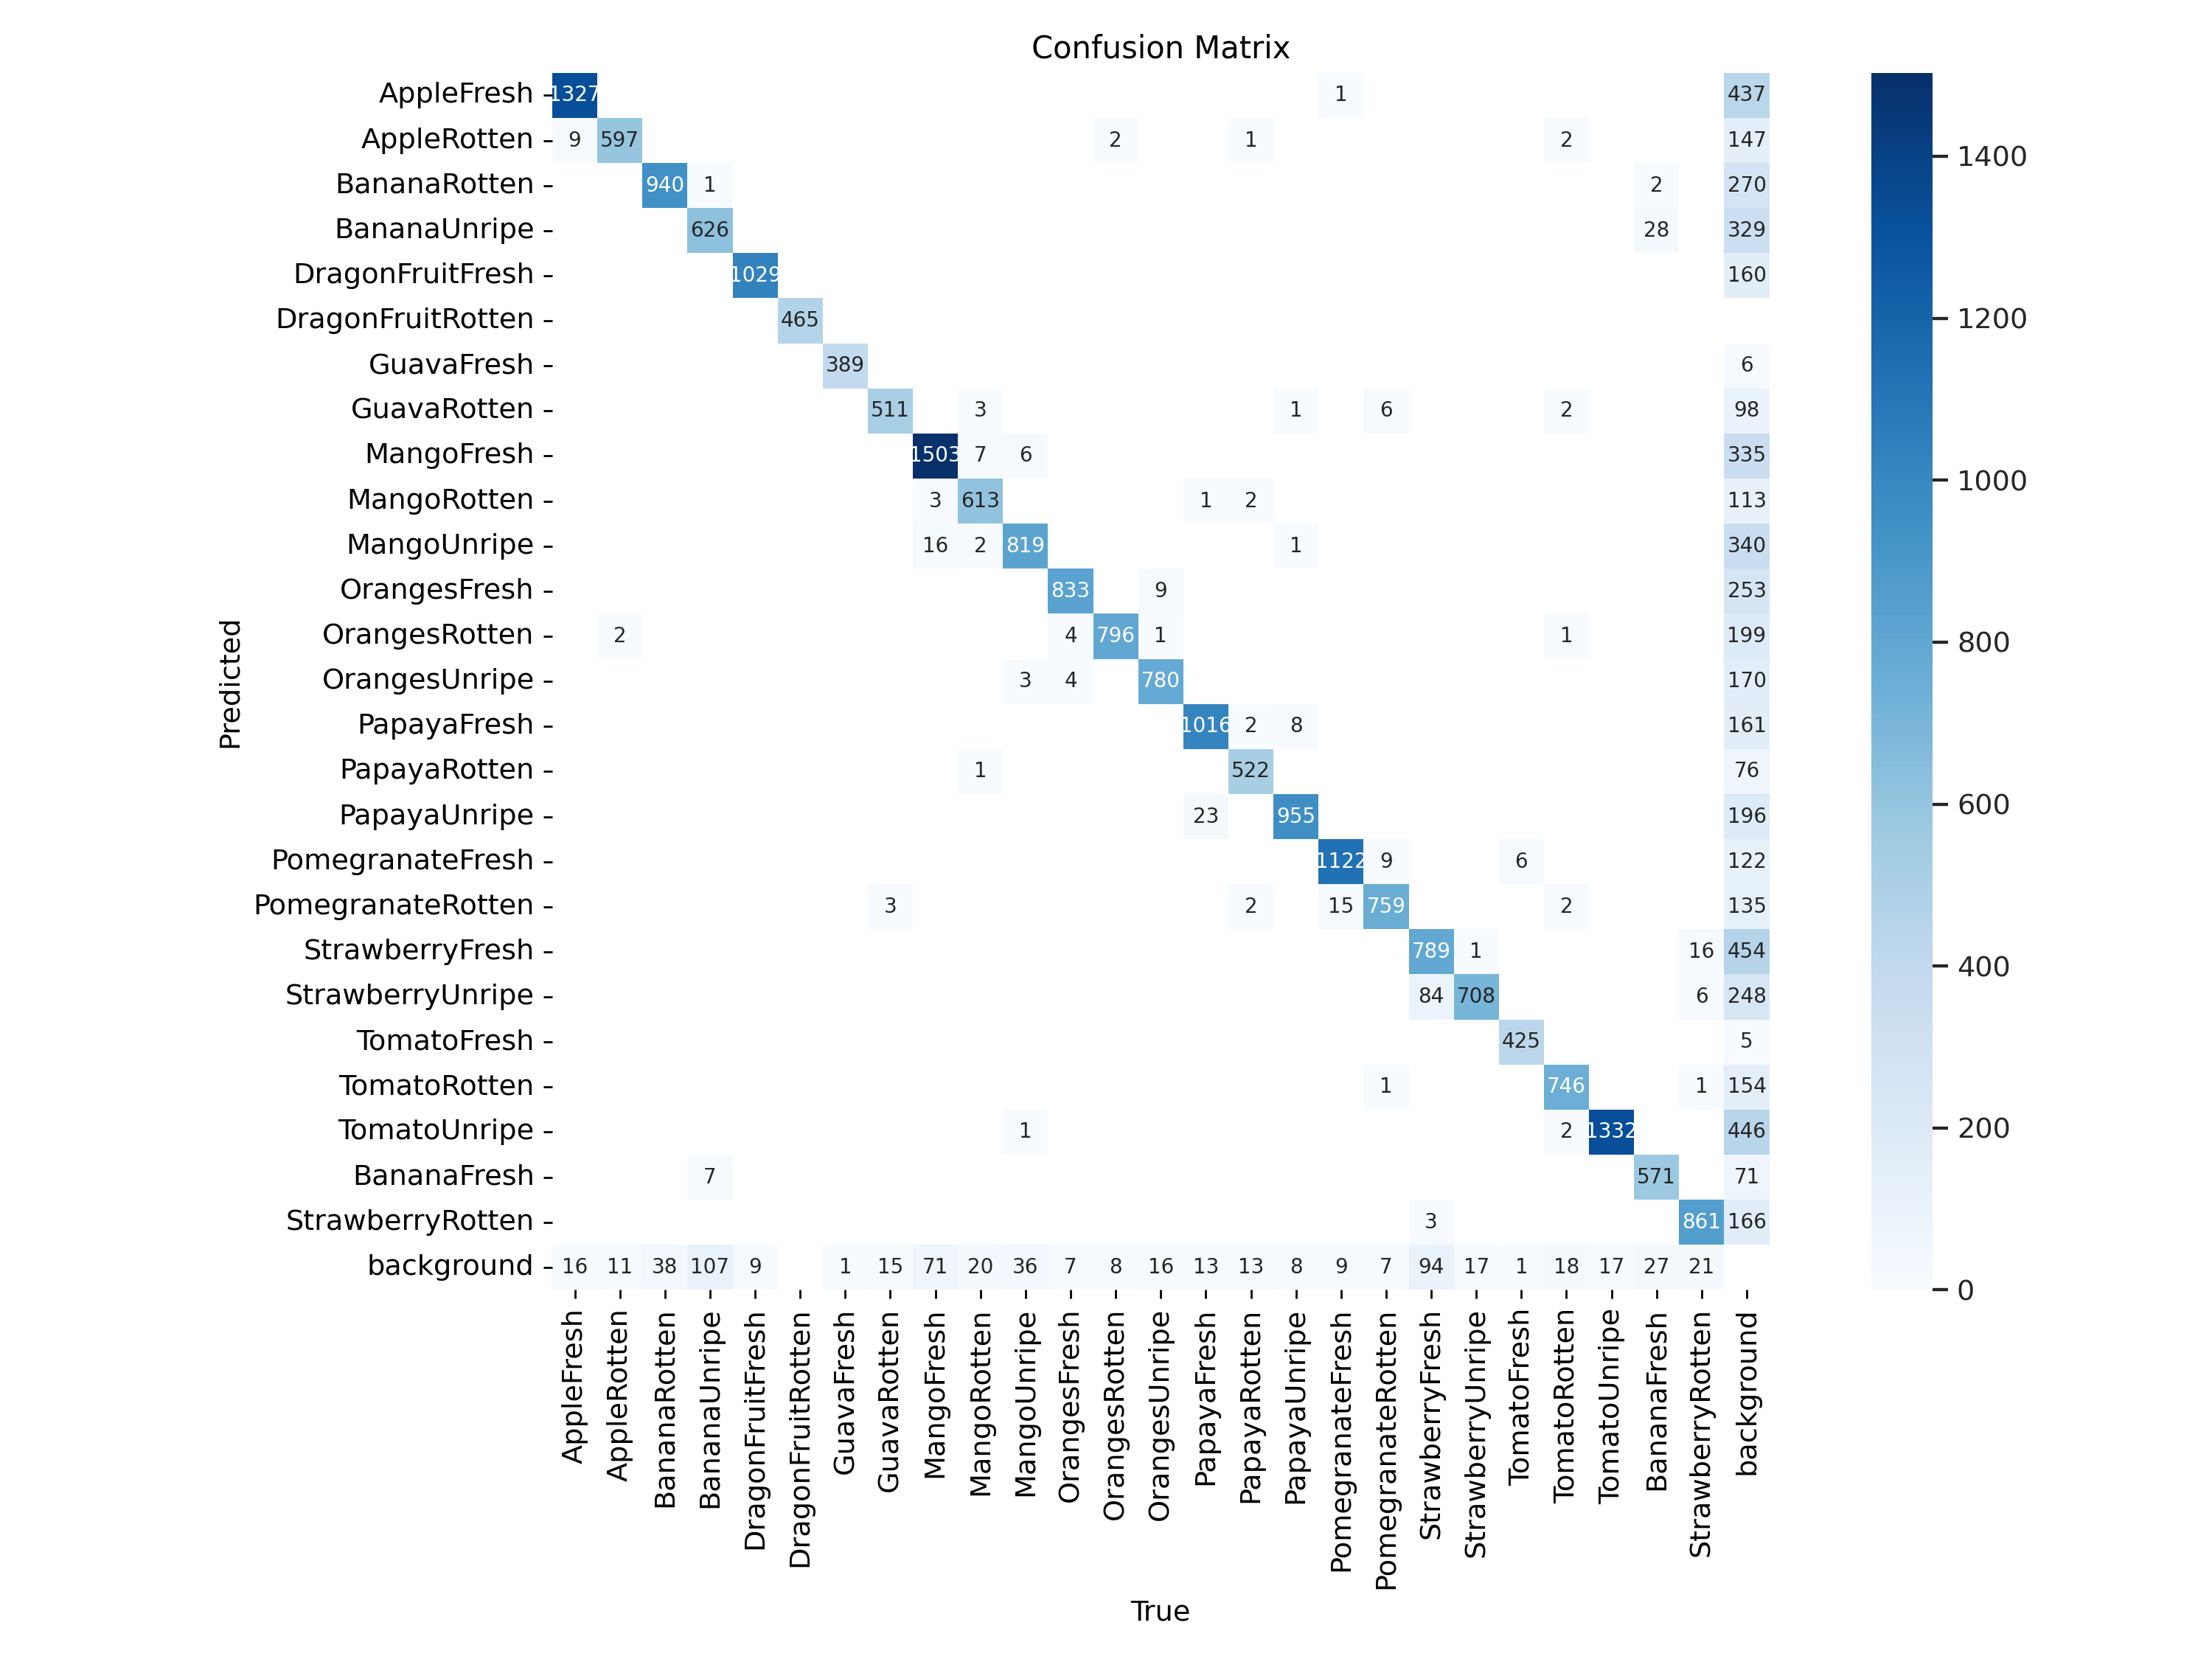 Confusion Matrix
AppleFresh 1327 1 437
AppleRotten 9 597 2 1 2 147
BananaRotten 940 1 2 270
BananaUnripe 626 28 329
DragonFruitFresh 1029 160
DragonFruitRotten 465
GuavaFresh 389 6
GuavaRotten 511 3 1 6 2 98
MangoFresh 1503 7 6 335
MangoRotten 3 613 1 2 113
MangoUnripe 16 2 819 1 340
OrangesFresh 833 9 253
OrangesRotten 2 4 796 1 1 199
OrangesUnripe 3 4 780 170
PapayaFresh 1016 2 8 161
PapayaRotten 1 522 76
PapayaUnripe 23 955 196
PomegranateFresh 1122 9 6 122
PomegranateRotten 3 2 15 759 2 135
StrawberryFresh 789 1 16 454
StrawberryUnripe 84 708 6 248
TomatoFresh 425 5
TomatoRotten 1 746 1 154
TomatoUnripe 1 2 1332 446
BananaFresh 7 571 71
StrawberryRotten 3 861 166
background 16 11 38 107 9 1 15 71 20 36 7 8 16 13 13 8 9 7 94 17 1 18 17 27 21
Predicted
AppleFresh
AppleRotten
BananaRotten
BananaUnripe
DragonFruitFresh
DragonFruitRotten
GuavaFresh
GuavaRotten
MangoFresh
MangoRotten
MangoUnripe
OrangesFresh
OrangesRotten
OrangesUnripe
PapayaFresh
PapayaRotten
PapayaUnripe
PomegranateFresh
PomegranateRotten
StrawberryFresh
StrawberryUnripe
TomatoFresh
TomatoRotten
TomatoUnripe
BananaFresh
StrawberryRotten
background
True
1400
1200
1000
800
600
400
200
0